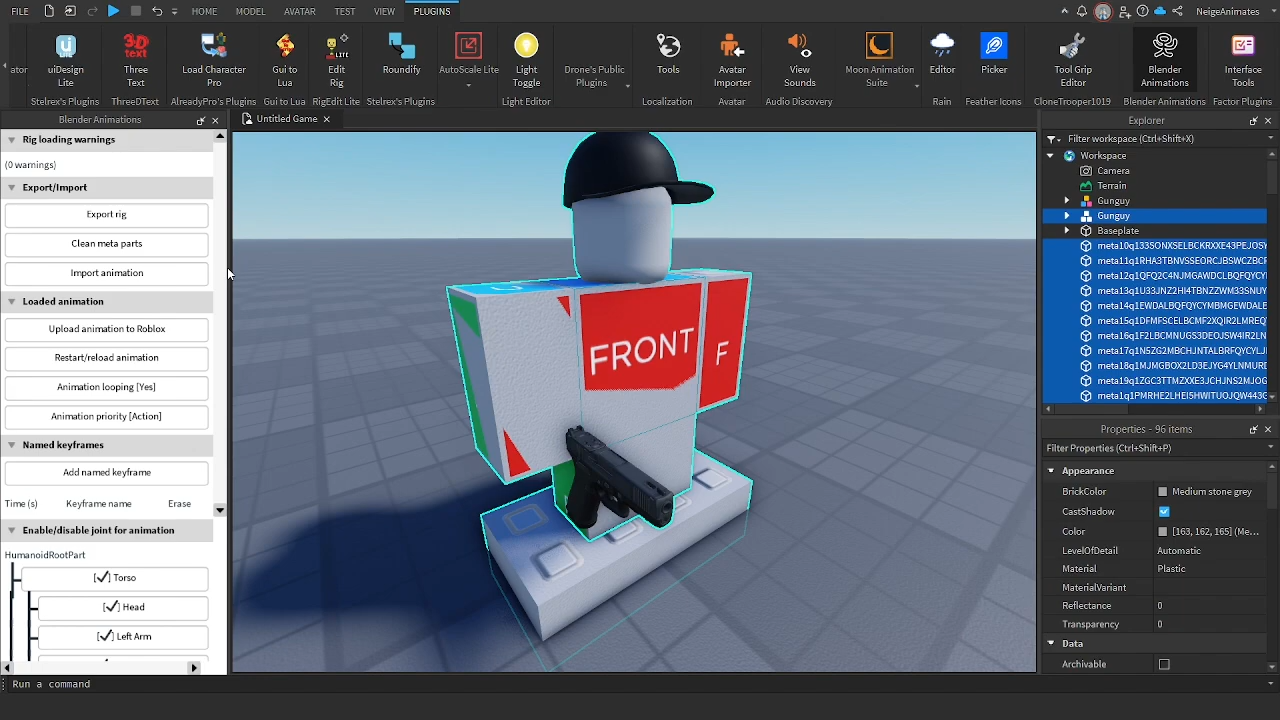 FILE HOME MODEL AVATAR TEST VIEW PLUGINS NeigeAnimates
ator uiDesign Lite Three Text Load Character Pro Gui to Lua Edit Rig Roundify AutoScale Lite Light Toggle Drone's Public Plugins Tools Avatar Importer View Sounds Moon Animation Suite Editor Picker Tool Grip Editor Blender Animations Interface Tools
Stelrex's Plugins ThreeDText AlreadyPro's Plugins Gui to Lua RigEdit Lite Stelrex's Plugins Light Editor Localization Avatar Audio Discovery Rain Feather Icons CloneTrooper1019 Blender Animations Factor Plugins
Blender Animations
Rig loading warnings
(0 warnings)
Export/Import
Export rig
Clean meta parts
Import animation
Loaded animation
Upload animation to Roblox
Restart/reload animation
Animation looping [Yes]
Animation priority [Action]
Named keyframes
Add named keyframe
Time (s) Keyframe name Erase
Enable/disable joint for animation
HumanoidRootPart
[✓] Torso
[✓] Head
[✓] Left Arm
Untitled Game
FRONT
F
Explorer
Filter workspace (Ctrl+Shift+X)
Workspace
Camera
Terrain
Gunguy
Gunguy
Baseplate
Properties - 96 items
Filter Properties (Ctrl+Shift+P)
Appearance
BrickColor Medium stone grey
CastShadow
Color [163, 162, 165] (Me...
LevelOfDetail Automatic
Material Plastic
MaterialVariant
Reflectance 0
Transparency 0
Data
Archivable
Run a command